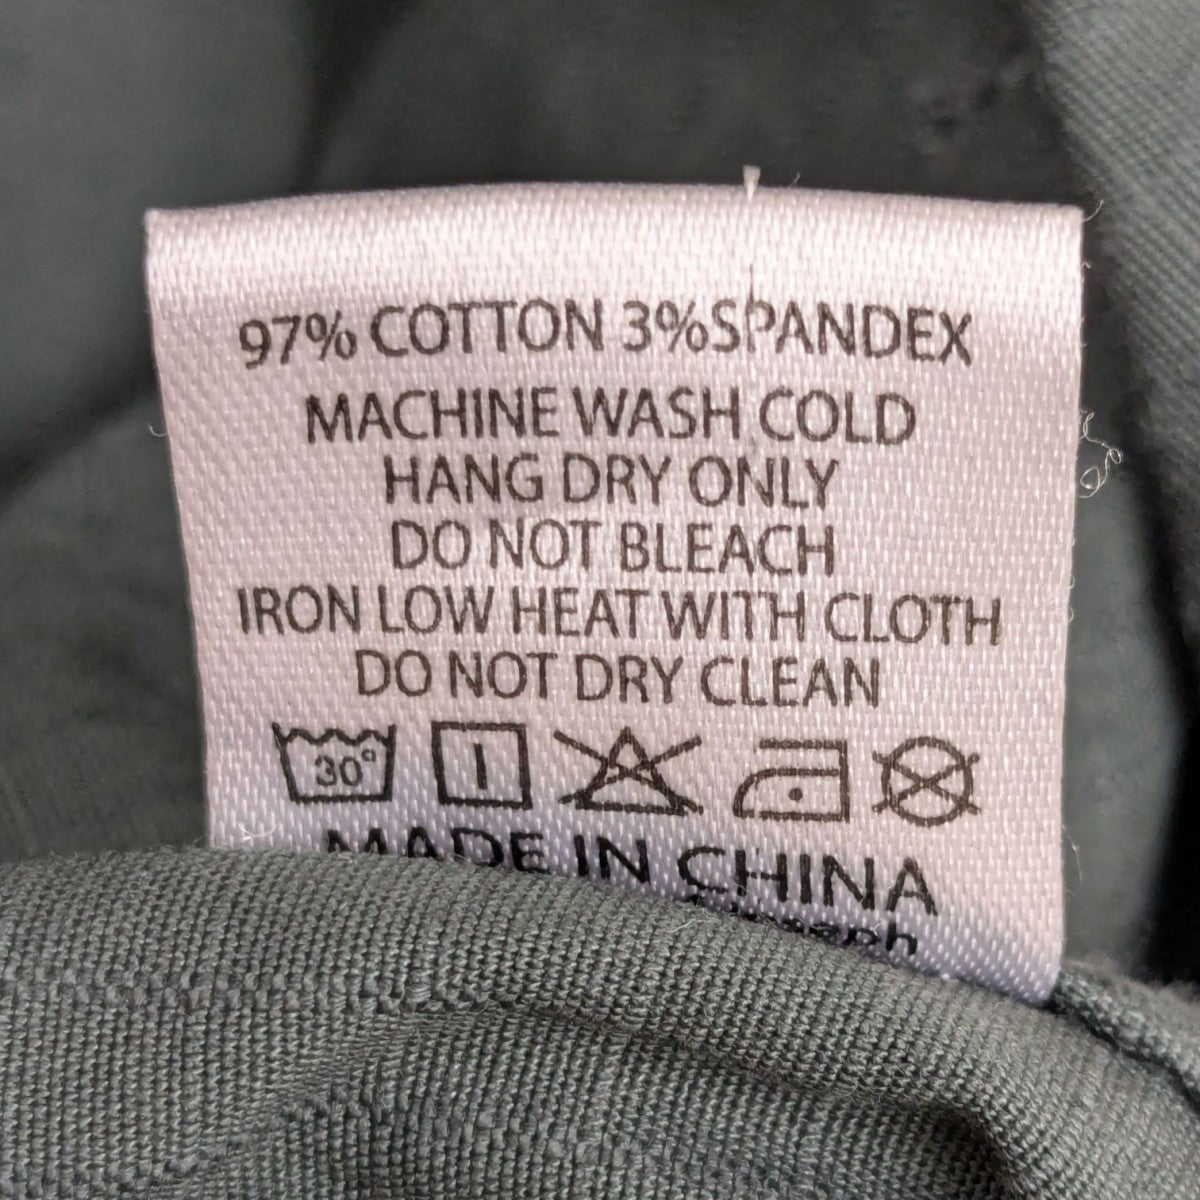 97% COTTON 3%SPANDEX
MACHINE WASH COLD
HANG DRY ONLY
DO NOT BLEACH
IRON LOW HEAT WITH CLOTH
DO NOT DRY CLEAN
30°
MADE IN CHINA